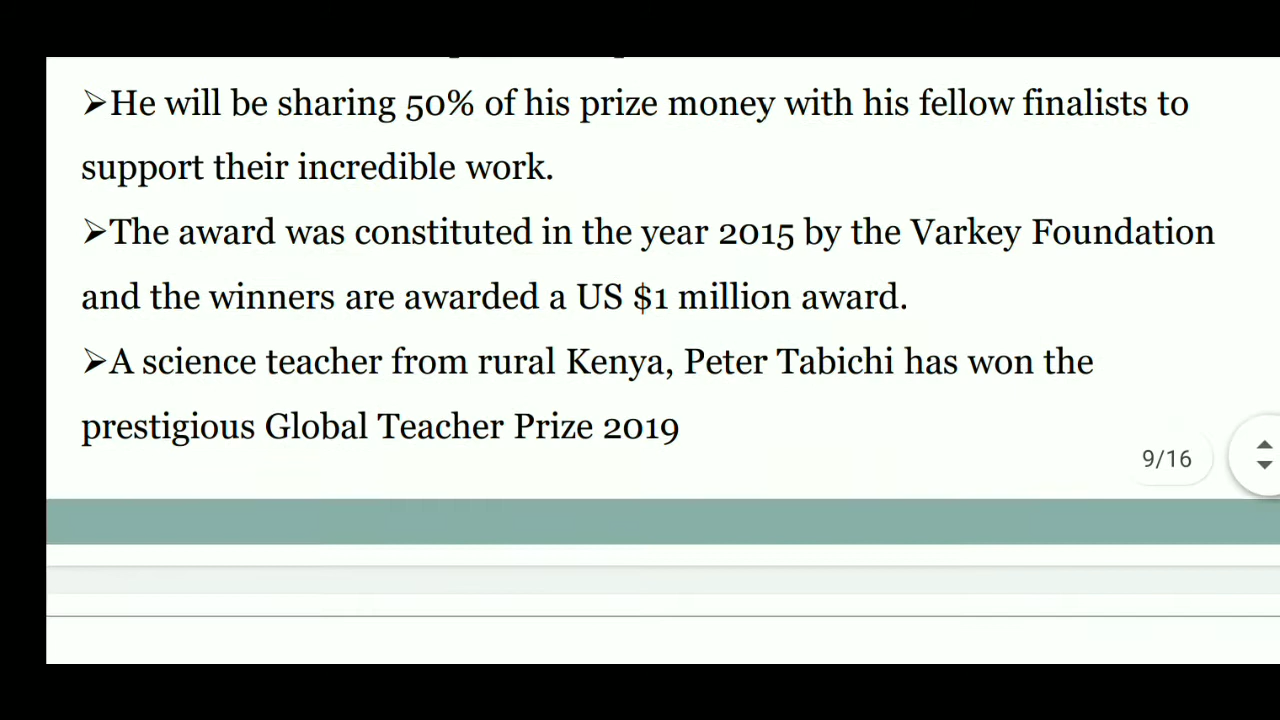 ➢He will be sharing 50% of his prize money with his fellow finalists to
support their incredible work.
➢The award was constituted in the year 2015 by the Varkey Foundation
and the winners are awarded a US $1 million award.
➢A science teacher from rural Kenya, Peter Tabichi has won the
prestigious Global Teacher Prize 2019
9/16